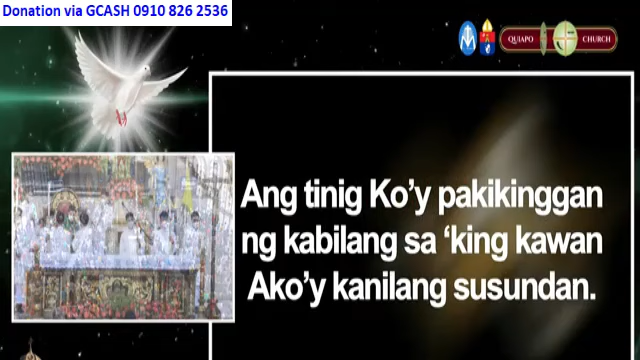 Donation via GCASH 0910 826 2536
QUIAPO CHURCH
Ang tinig Ko’y pakikinggan
ng kabilang sa ‘king kawan
Ako’y kanilang susundan.